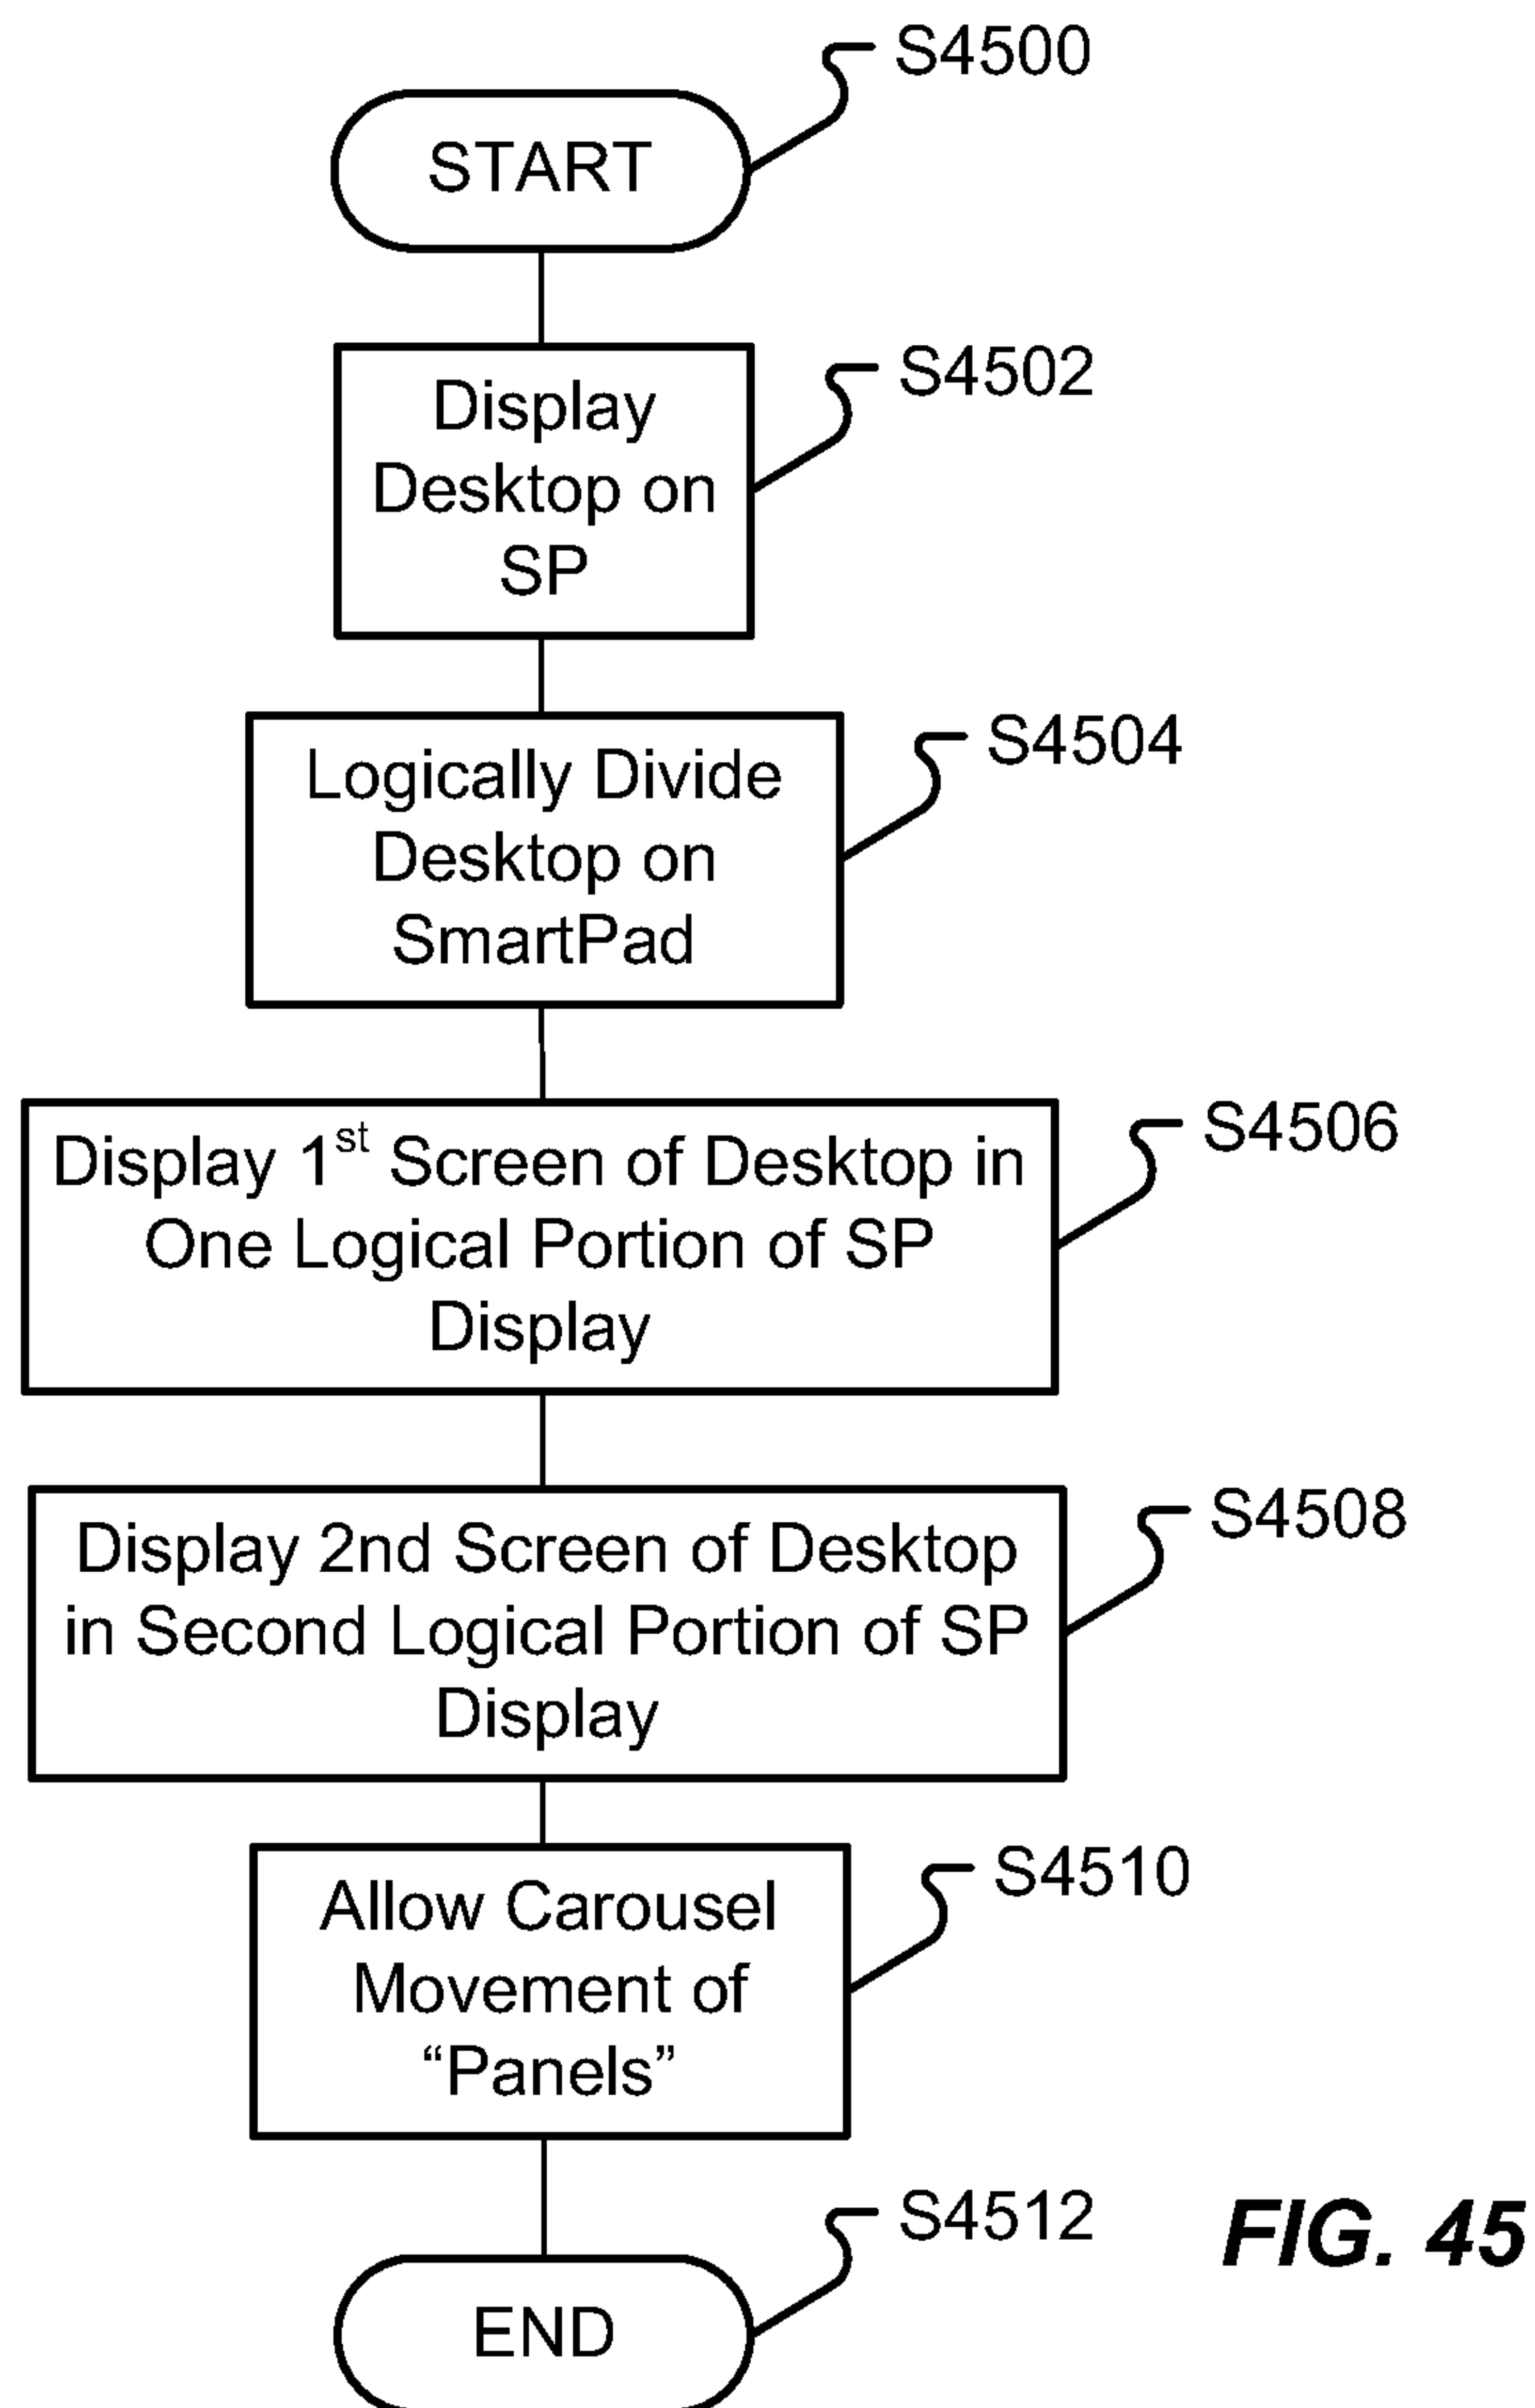 S4500
START
S4502
Display
Desktop on
SP
S4504
Logically Divide
Desktop on
SmartPad
S4506
Display 1st Screen of Desktop in
One Logical Portion of SP
Display
S4508
Display 2nd Screen of Desktop
in Second Logical Portion of SP
Display
S4510
Allow Carousel
Movement of
“Panels”
S4512
FIG. 45
END